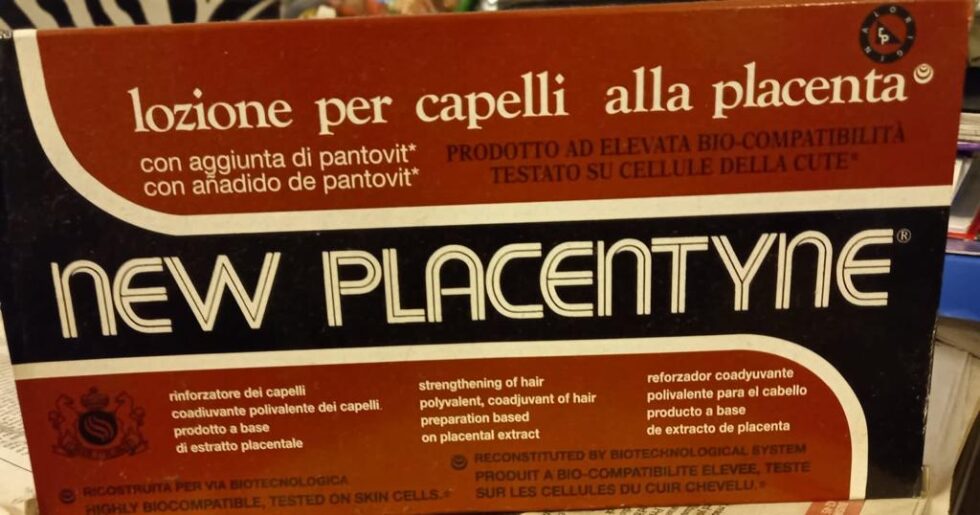 ORIGINAL
CP
lozione per capelli alla placenta
con aggiunta di pantovit*
con añadido de pantovit*
PRODOTTO AD ELEVATA BIO-COMPATIBILITÀ
TESTATO SU CELLULE DELLA CUTE*
NEW PLACENTYNE®
rinforzatore dei capelli
coadiuvante polivalente dei capelli
prodotto a base
di estratto placentale
strengthening of hair
polyvalent, coadjuvant of hair
preparation based
on placental extract
reforzador coadyuvante
polivalente para el cabello
producto a base
de extracto de placenta
RICOSTRUITA PER VIA BIOTECNOLOGICA
HIGHLY BIOCOMPATIBLE, TESTED ON SKIN CELLS.*
RECONSTITUTED BY BIOTECHNOLOGICAL SYSTEM
PRODUIT A BIO-COMPATIBILITE ELEVEE, TESTE
SUR LES CELLULES DU CUIR CHEVELU.*